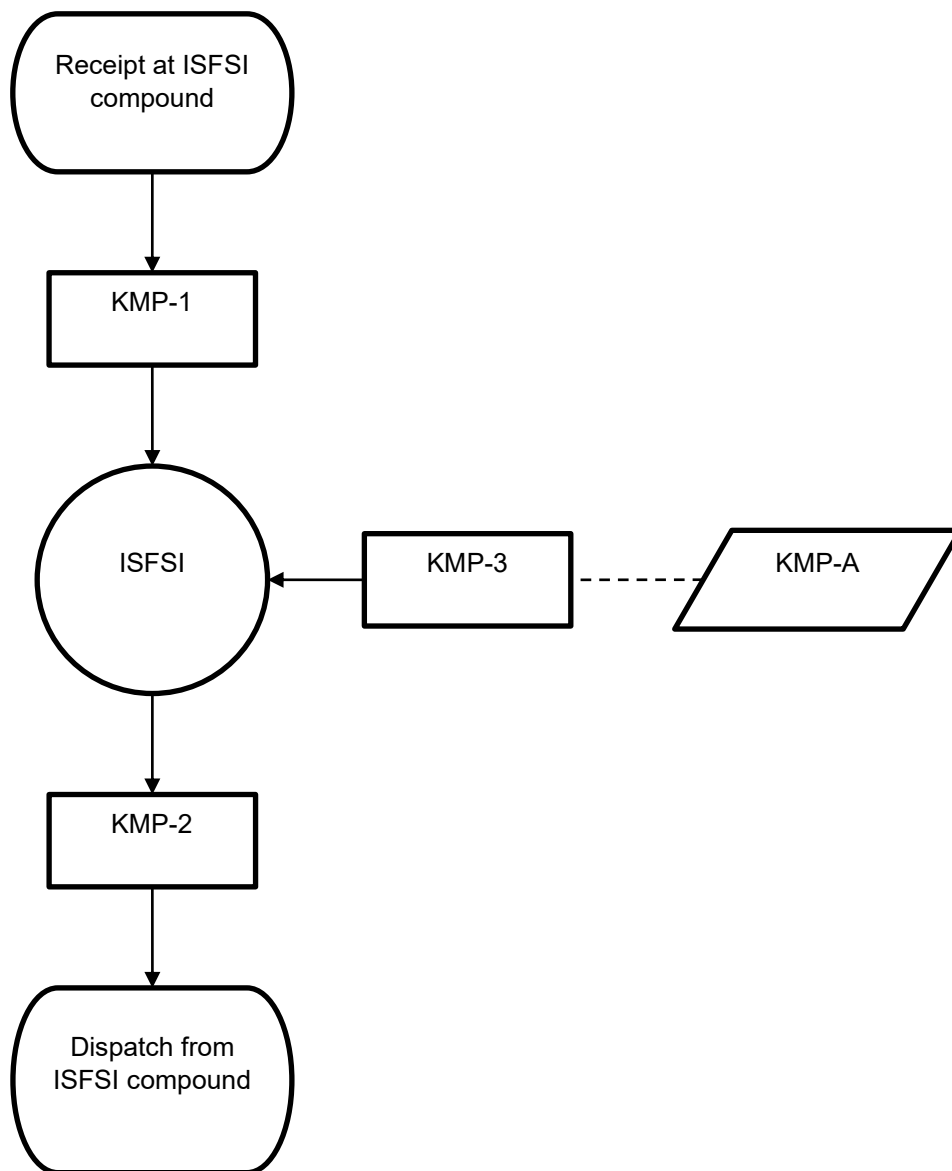 Receipt at ISFSI
compound
KMP-1
ISFSI
KMP-3
KMP-A
KMP-2
Dispatch from
ISFSI compound